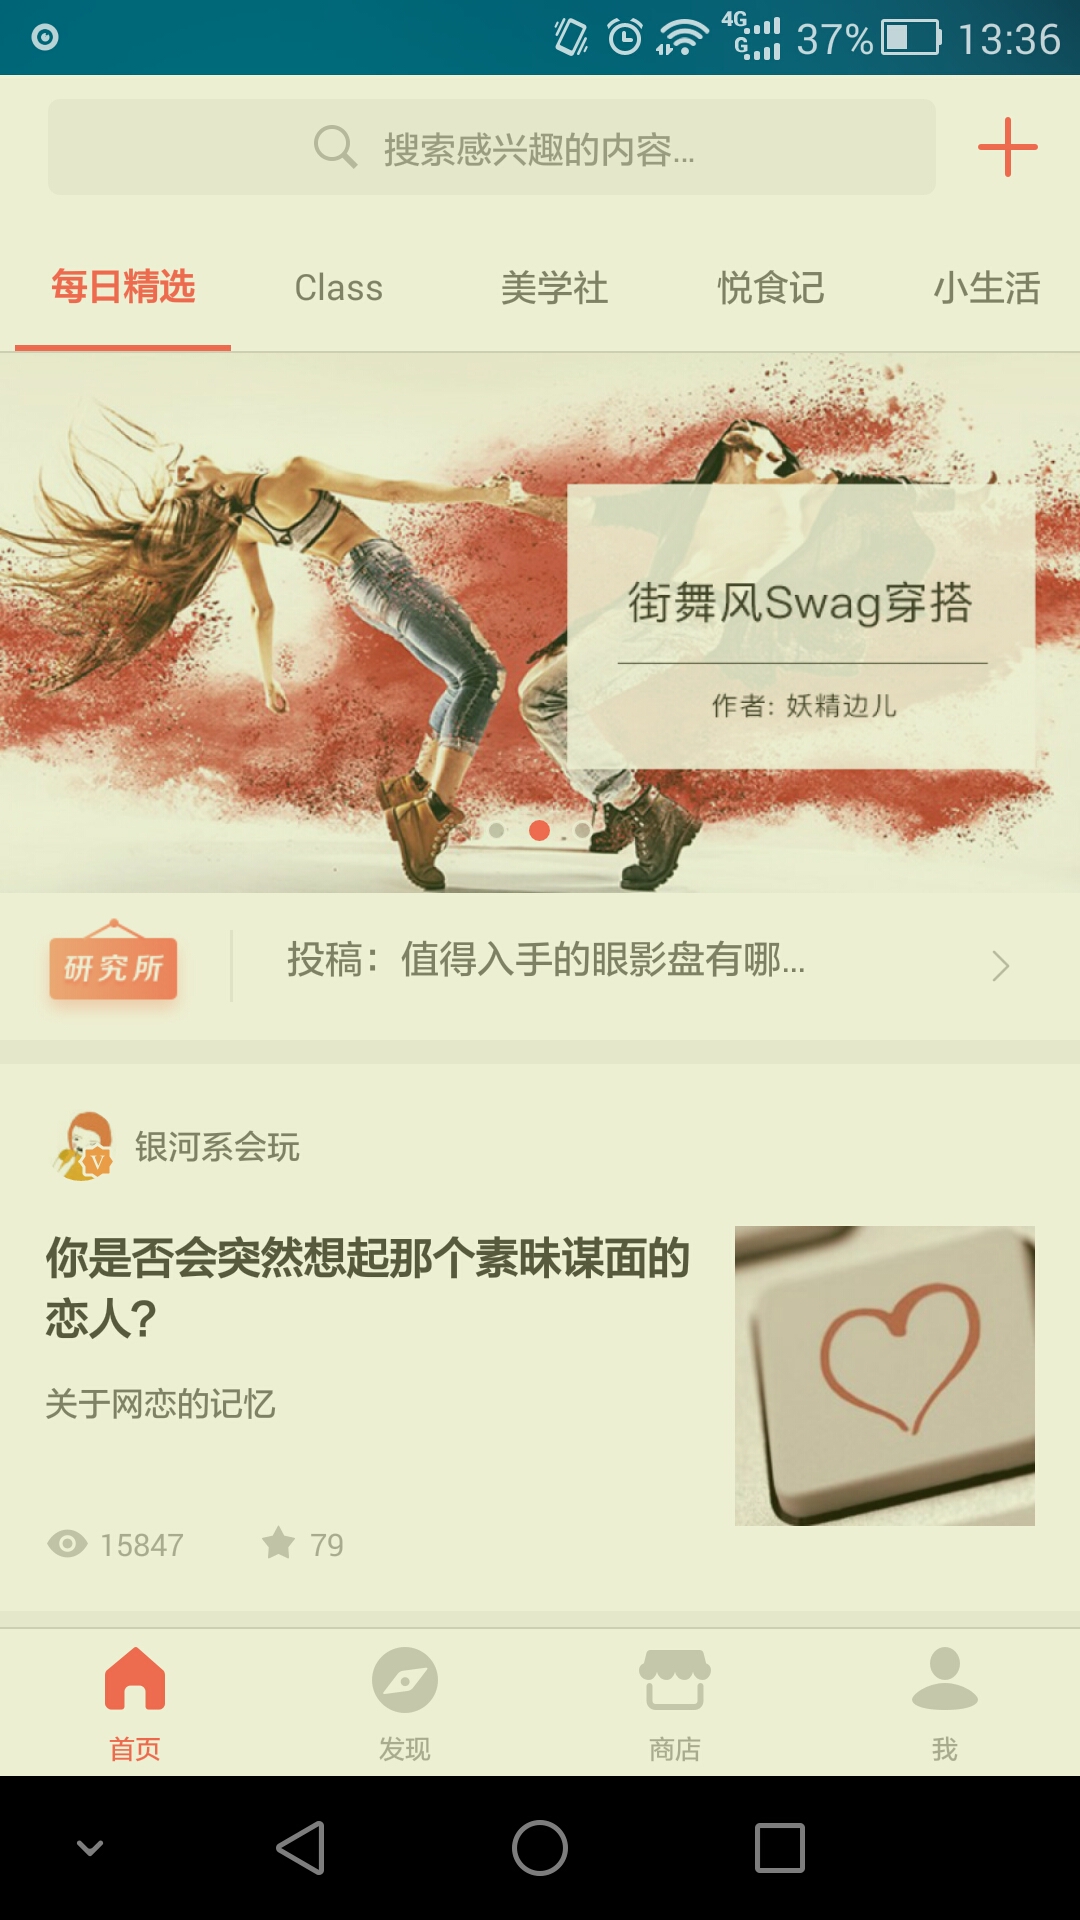 4G
G
37%
13:36
搜索感兴趣的内容...
每日精选
Class
美学社
悦食记
小生活
街舞风Swag穿搭
作者: 妖精边儿
研究所
投稿：值得入手的眼影盘有哪...
V
银河系会玩
你是否会突然想起那个素昧谋面的
恋人?
关于网恋的记忆
15847
79
首页
发现
商店
我